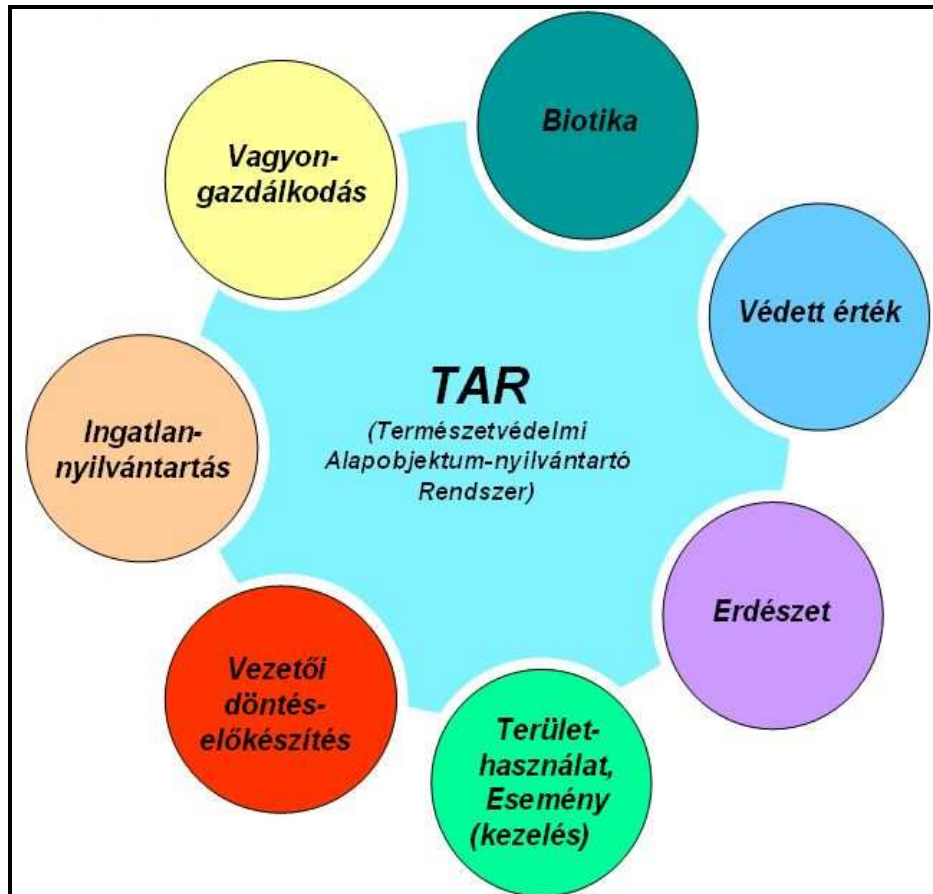 Biotika
Vagyon-
gazdálkodás
Védett érték
TAR
(Természetvédelmi
Alapobjektum-nyilvántartó
Rendszer)
Ingatlan-
nyilvántartás
Erdészet
Vezetői
döntés-
előkészítés
Terület-
használat,
Esemény
(kezelés)